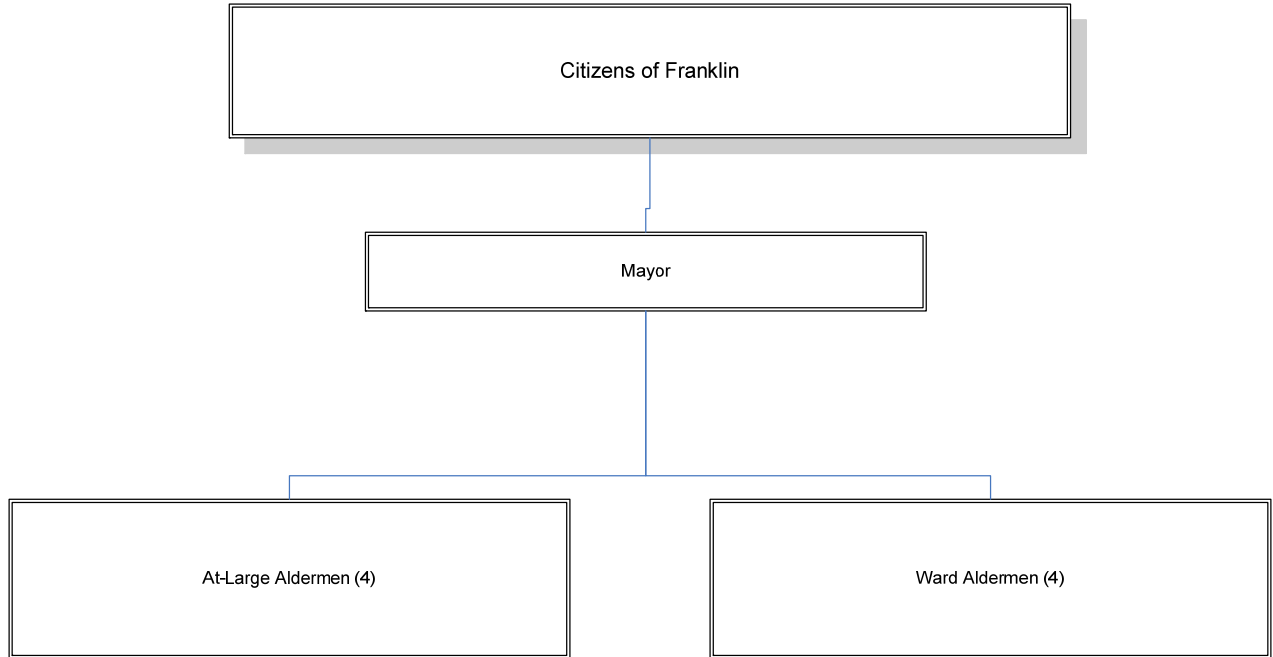 Citizens of Franklin
Mayor
At-Large Aldermen (4)
Ward Aldermen (4)